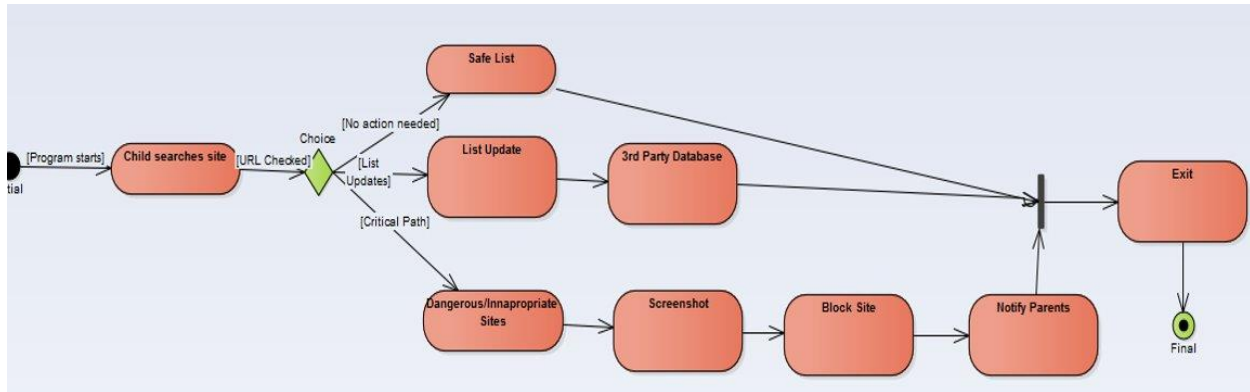 Safe List
[No action needed]
Choice
[Program starts]
Child searches site
[URL Checked]
[List
Updates]
List Update
3rd Party Database
Exit
tial
[Critical Path]
Dangerous/Innapropriate
Sites
Screenshot
Block Site
Notify Parents
Final